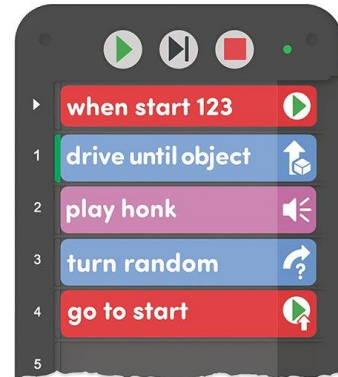 when start 123
1 drive until object
2 play honk
3 turn random
4 go to start
5